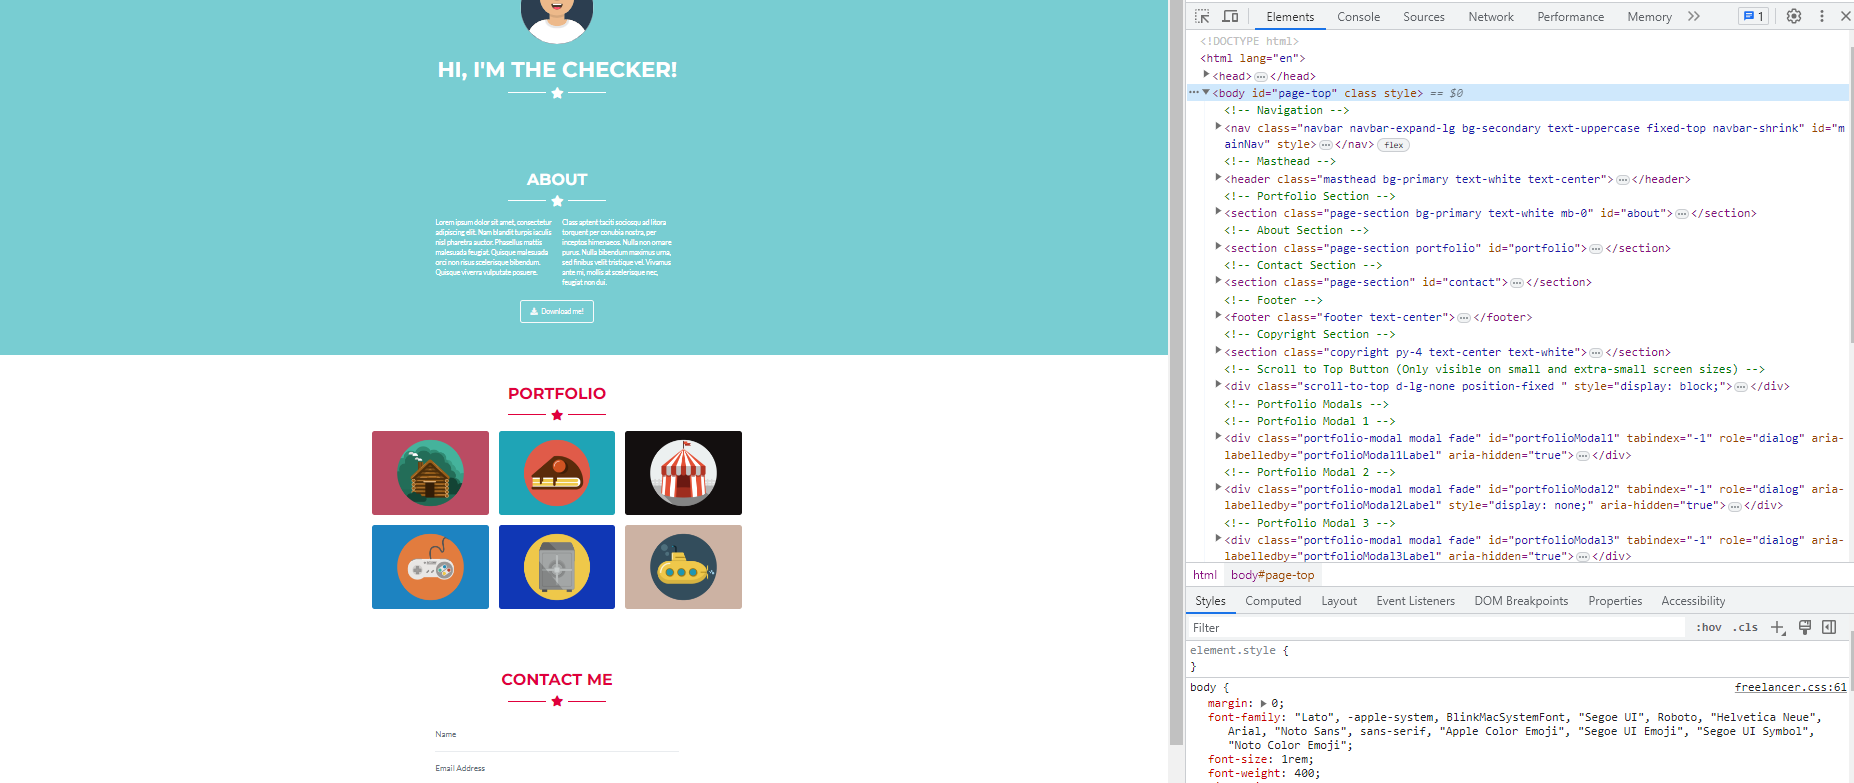 HI, I'M THE CHECKER!
ABOUT
Lorem ipsum dolor sit amet, consectetur
adipiscing elit. Nam blandit turpis iaculis
nisl pharetra auctor. Phasellus mattis
malesuada feugiat. Quisque malesuada
orci non risus scelerisque bibendum.
Quisque viverra vulputate posuere.
Class aptent taciti sociosqu ad litora
torquent per conubia nostra, per
inceptos himenaeos. Nulla non ornare
purus. Nulla bibendum maximus urna,
sed finibus velit tristique vel. Vivamus
ante mi, mollis at scelerisque nec,
feugiat non dui.
Download me!
PORTFOLIO
CONTACT ME
Name
Email Address
Elements Console Sources Network Performance Memory 1
<!DOCTYPE html>
<html lang="en">
<head>…</head>
<body id="page-top" class style> == $0
<!-- Navigation -->
<nav class="navbar navbar-expand-lg bg-secondary text-uppercase fixed-top navbar-shrink" id="m
ainNav" style>…</nav> flex
<!-- Masthead -->
<header class="masthead bg-primary text-white text-center">…</header>
<!-- Portfolio Section -->
<section class="page-section bg-primary text-white mb-0" id="about">…</section>
<!-- About Section -->
<section class="page-section portfolio" id="portfolio">…</section>
<!-- Contact Section -->
<section class="page-section" id="contact">…</section>
<!-- Footer -->
<footer class="footer text-center">…</footer>
<!-- Copyright Section -->
<section class="copyright py-4 text-center text-white">…</section>
<!-- Scroll to Top Button (Only visible on small and extra-small screen sizes) -->
<div class="scroll-to-top d-lg-none position-fixed " style="display: block;">…</div>
<!-- Portfolio Modals -->
<!-- Portfolio Modal 1 -->
<div class="portfolio-modal modal fade" id="portfolioModal1" tabindex="-1" role="dialog" aria-
labelledby="portfolioModal1Label" aria-hidden="true">…</div>
<!-- Portfolio Modal 2 -->
<div class="portfolio-modal modal fade" id="portfolioModal2" tabindex="-1" role="dialog" aria-
labelledby="portfolioModal2Label" style="display: none;" aria-hidden="true">…</div>
<!-- Portfolio Modal 3 -->
<div class="portfolio-modal modal fade" id="portfolioModal3" tabindex="-1" role="dialog" aria-
labelledby="portfolioModal3Label" aria-hidden="true">…</div>
html body#page-top
Styles Computed Layout Event Listeners DOM Breakpoints Properties Accessibility
Filter :hov .cls
element.style {
}
body { freelancer.css:61
margin: 0;
font-family: "Lato", -apple-system, BlinkMacSystemFont, "Segoe UI", Roboto, "Helvetica Neue",
Arial, "Noto Sans", sans-serif, "Apple Color Emoji", "Segoe UI Emoji", "Segoe UI Symbol",
"Noto Color Emoji";
font-size: 1rem;
font-weight: 400;